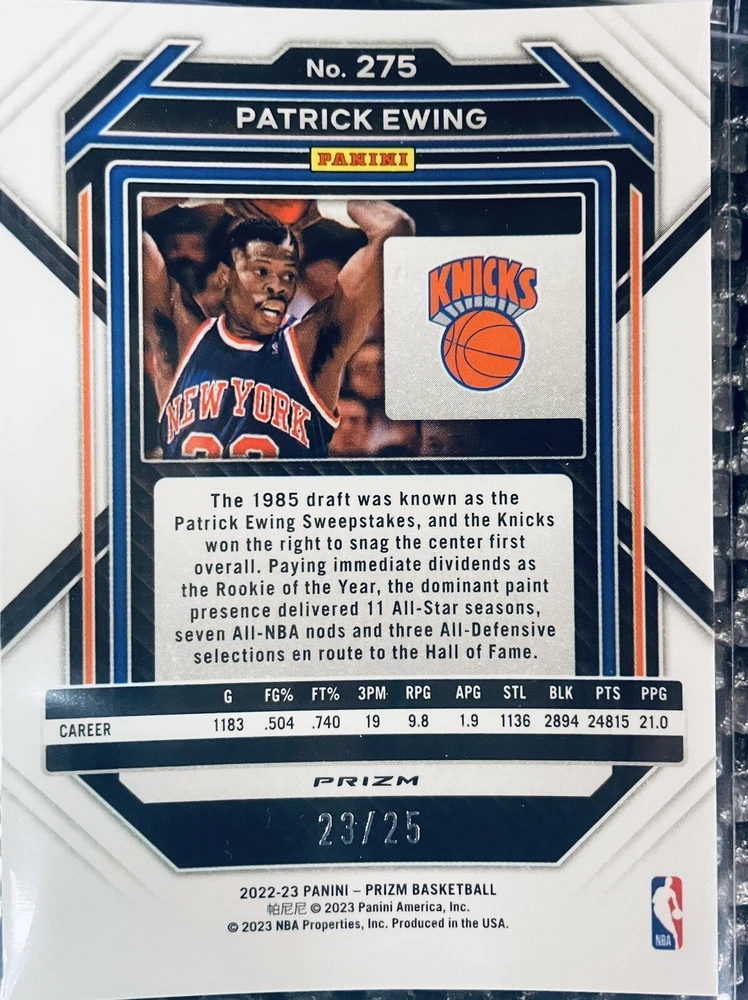 No. 275
PATRICK EWING
PANINI
KNICKS
NEW YORK
The 1985 draft was known as the
Patrick Ewing Sweepstakes, and the Knicks
won the right to snag the center first
overall. Paying immediate dividends as
the Rookie of the Year, the dominant paint
presence delivered 11 All-Star seasons,
seven All-NBA nods and three All-Defensive
selections en route to the Hall of Fame.
G FG% FT% 3PM RPG APG STL BLK PTS PPG
CAREER 1183 .504 .740 19 9.8 1.9 1136 2894 24815 21.0
PRIZM
23/25
2022-23 PANINI – PRIZM BASKETBALL
帕尼尼 © 2023 Panini America, Inc.
© 2023 NBA Properties, Inc. Produced in the USA.
NBA